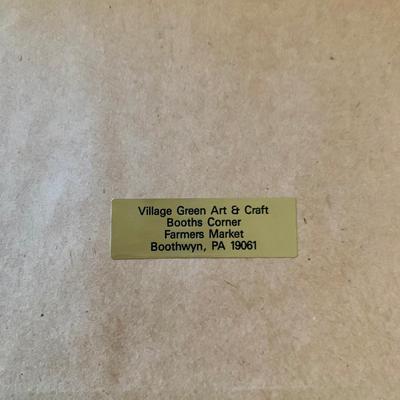 Village Green Art & Craft
Booths Corner
Farmers Market
Boothwyn, PA 19061